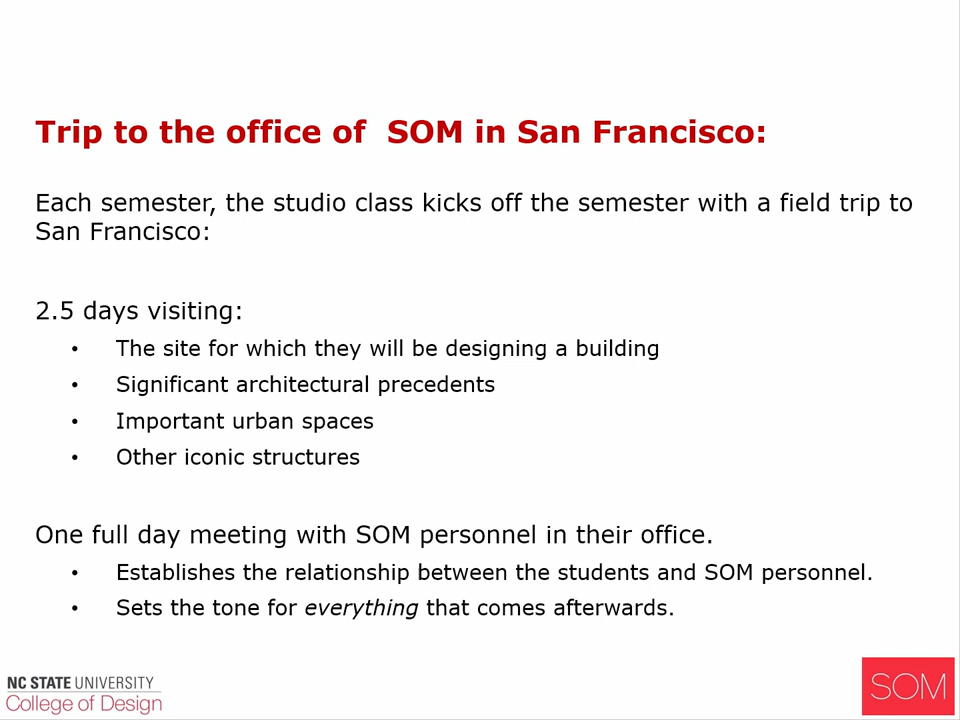 Trip to the office of  SOM in San Francisco:
Each semester, the studio class kicks off the semester with a field trip to
San Francisco:
2.5 days visiting:
• The site for which they will be designing a building
• Significant architectural precedents
• Important urban spaces
• Other iconic structures
One full day meeting with SOM personnel in their office.
• Establishes the relationship between the students and SOM personnel.
• Sets the tone for everything that comes afterwards.
NC STATE UNIVERSITY
College of Design
SOM